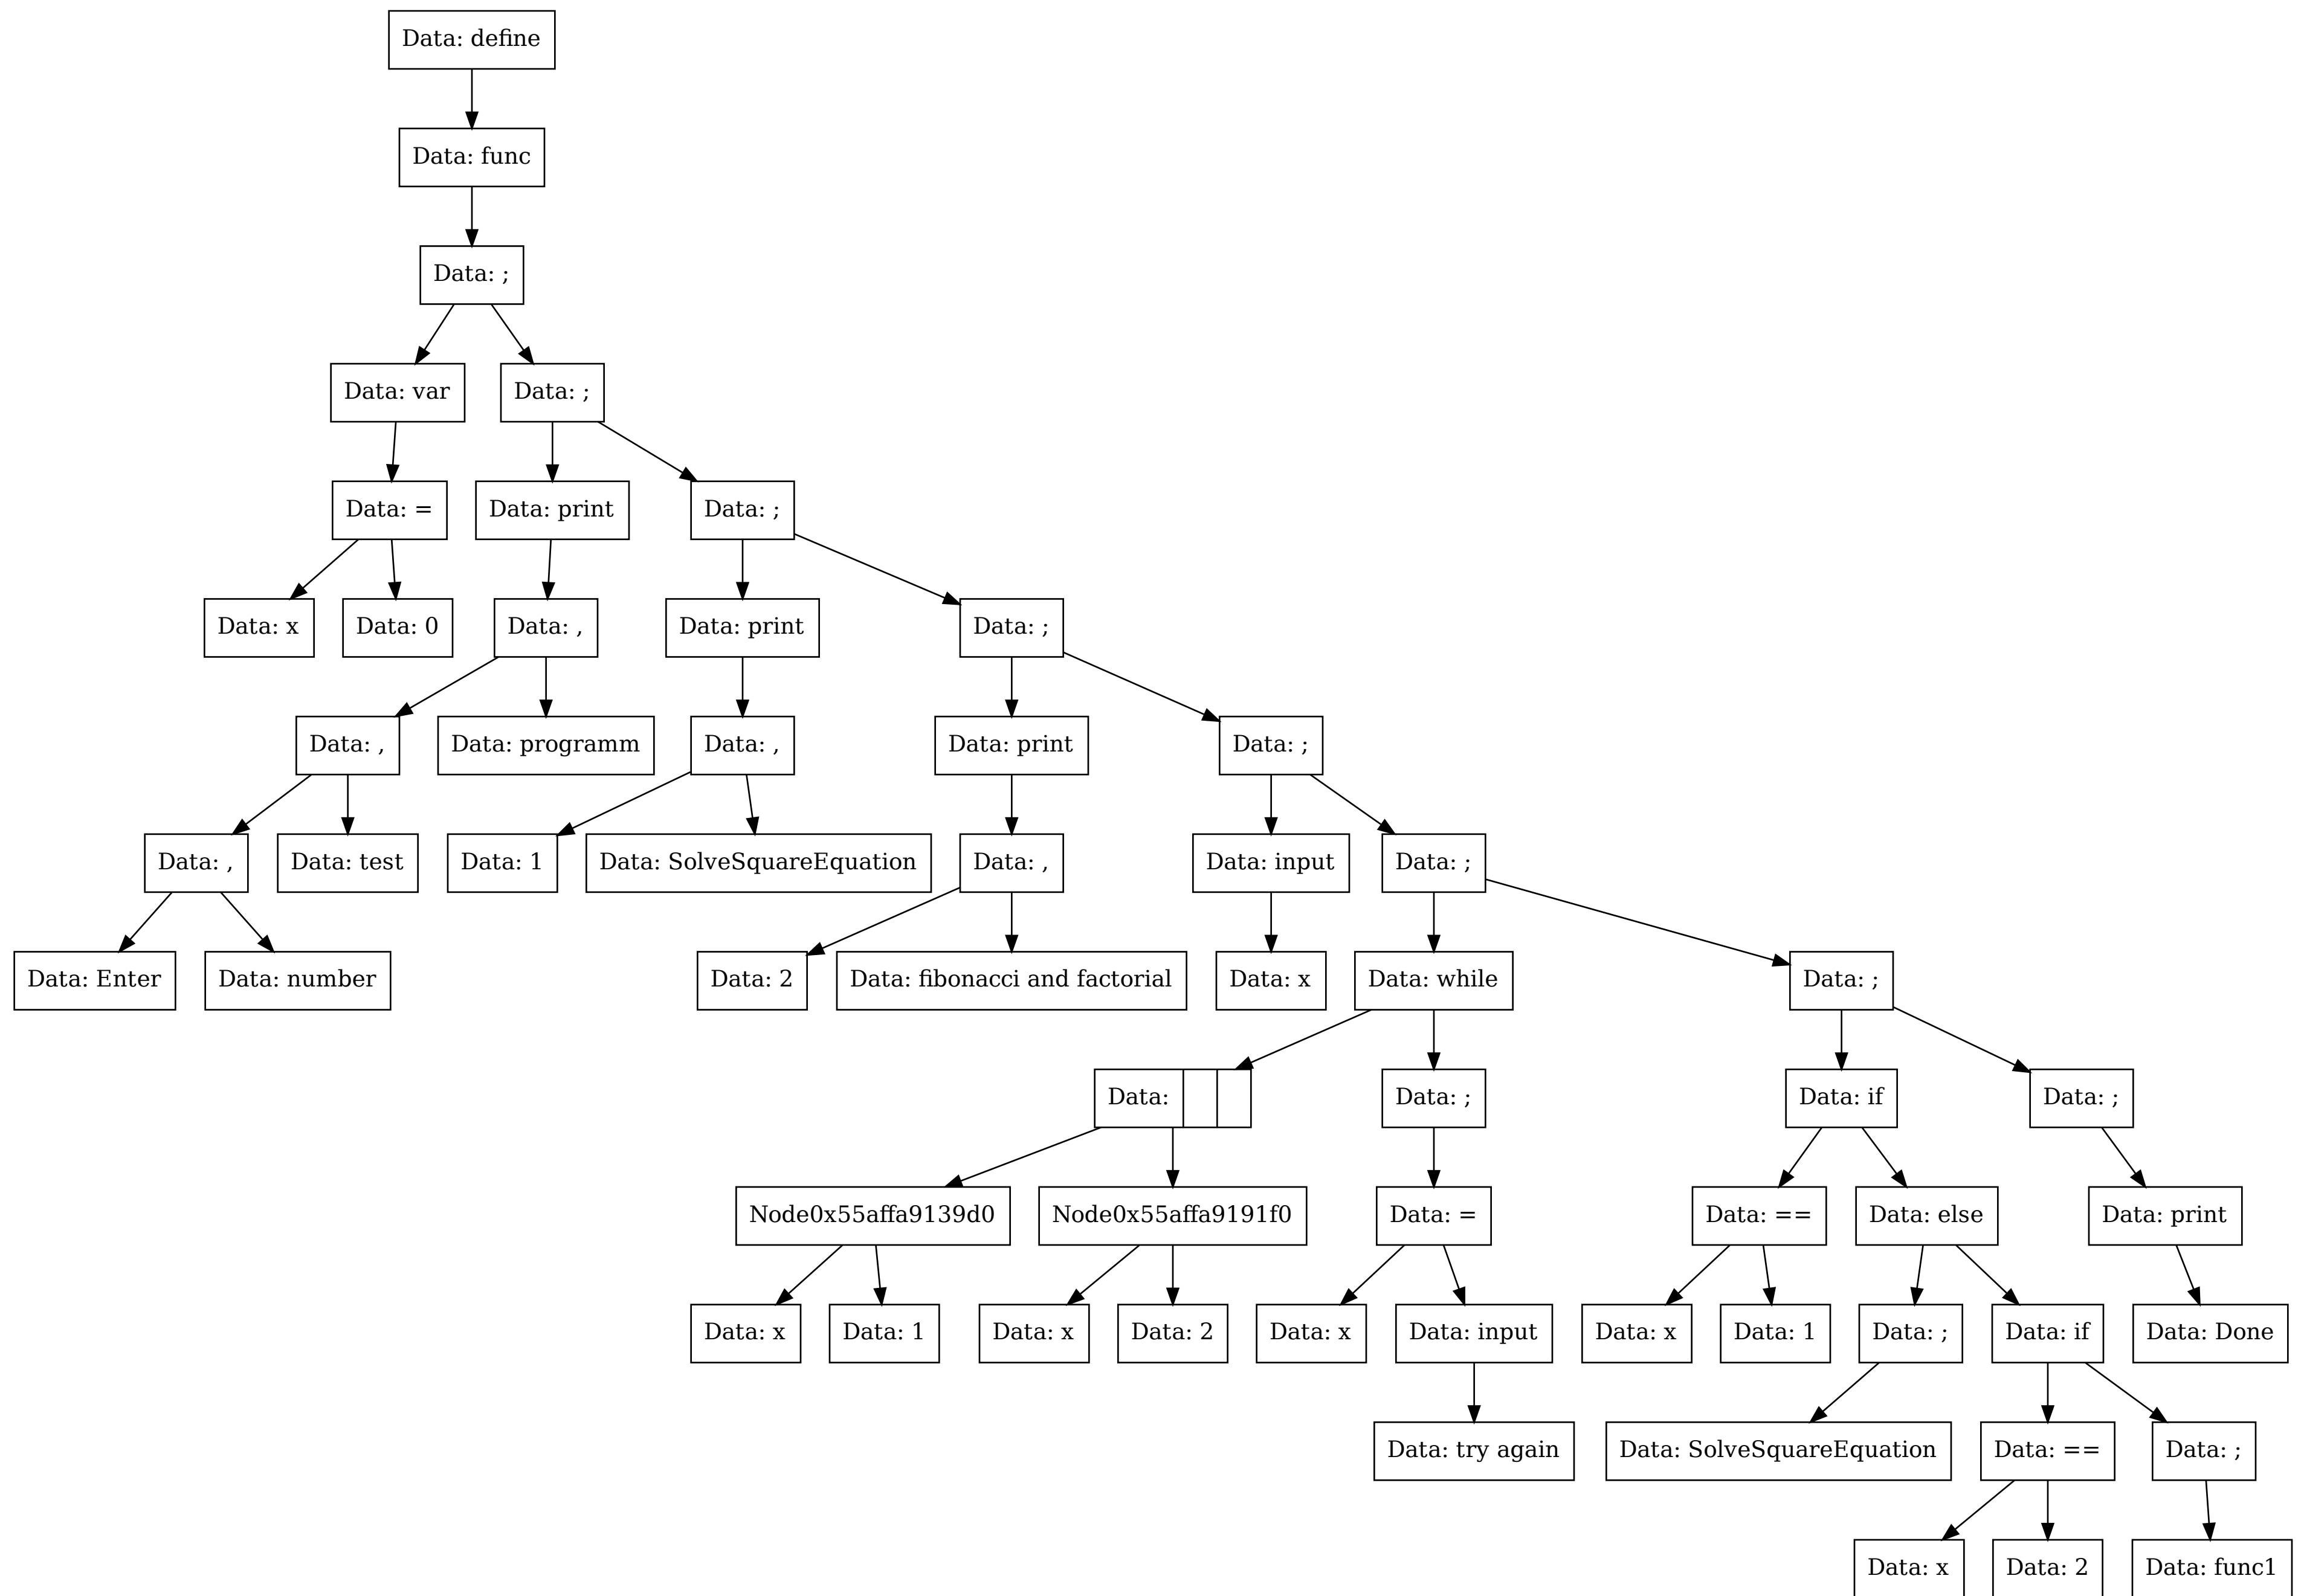 Data: define
Data: func
Data: ;
Data: var
Data: ;
Data: =
Data: print
Data: ;
Data: x
Data: 0
Data: ,
Data: print
Data: ;
Data: ,
Data: programm
Data: ,
Data: print
Data: ;
Data: ,
Data: test
Data: 1
Data: SolveSquareEquation
Data: ,
Data: input
Data: ;
Data: Enter
Data: number
Data: 2
Data: fibonacci and factorial
Data: x
Data: while
Data: ;
Data:
Data: ;
Data: if
Data: ;
Node0x55affa9139d0
Node0x55affa9191f0
Data: =
Data: ==
Data: else
Data: print
Data: x
Data: 1
Data: x
Data: 2
Data: x
Data: input
Data: x
Data: 1
Data: ;
Data: if
Data: Done
Data: try again
Data: SolveSquareEquation
Data: ==
Data: ;
Data: x
Data: 2
Data: func1